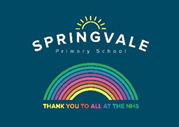 SPRINGVALE
Primary School
THANK YOU TO ALL AT THE NHS